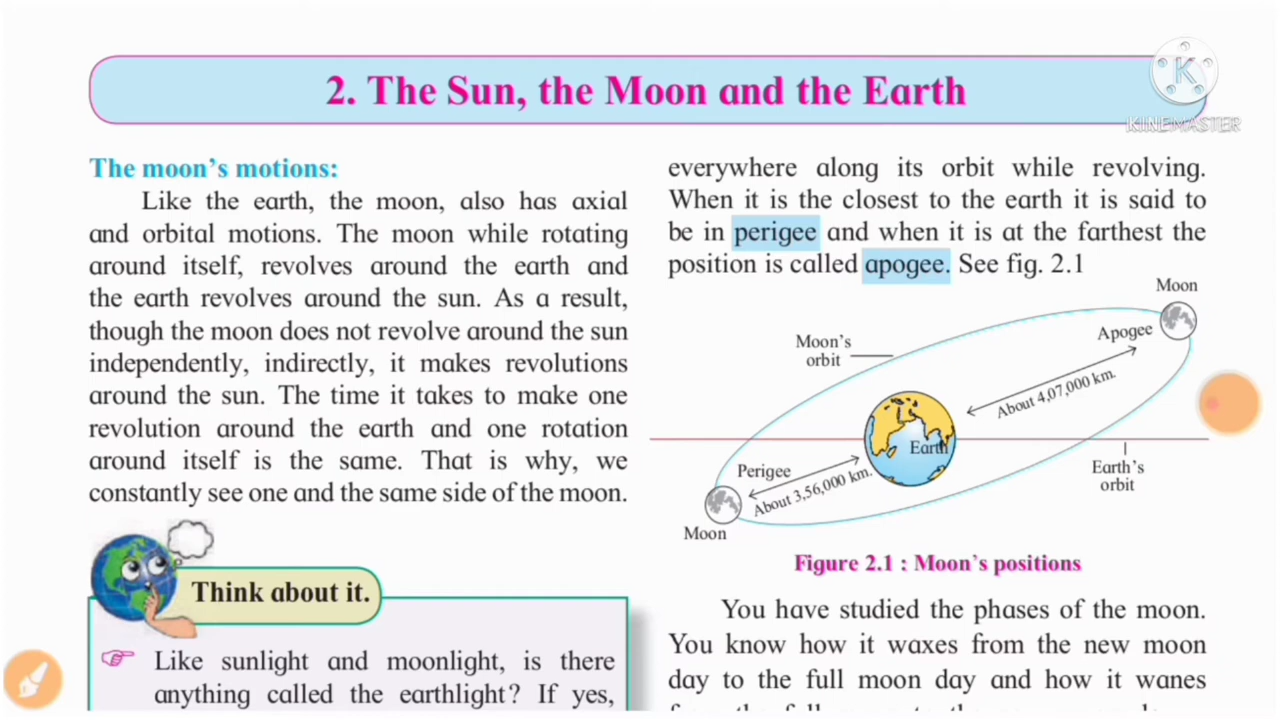 2. The Sun, the Moon and the Earth
K
KINEMASTER
The moon's motions:
Like the earth, the moon, also has axial
and orbital motions. The moon while rotating
around itself, revolves around the earth and
the earth revolves around the sun. As a result,
though the moon does not revolve around the sun
independently, indirectly, it makes revolutions
around the sun. The time it takes to make one
revolution around the earth and one rotation
around itself is the same. That is why, we
constantly see one and the same side of the moon.
Think about it.
Like sunlight and moonlight, is there
anything called the earthlight? If yes,
everywhere along its orbit while revolving.
When it is the closest to the earth it is said to
be in perigee and when it is at the farthest the
position is called apogee. See fig. 2.1
Moon
Apogee
Moon's
orbit
About 4,07,000 km.
Earth
Perigee
About 3,56,000 km.
Earth's
orbit
Moon
Figure 2.1 : Moon's positions
You have studied the phases of the moon.
You know how it waxes from the new moon
day to the full moon day and how it wanes